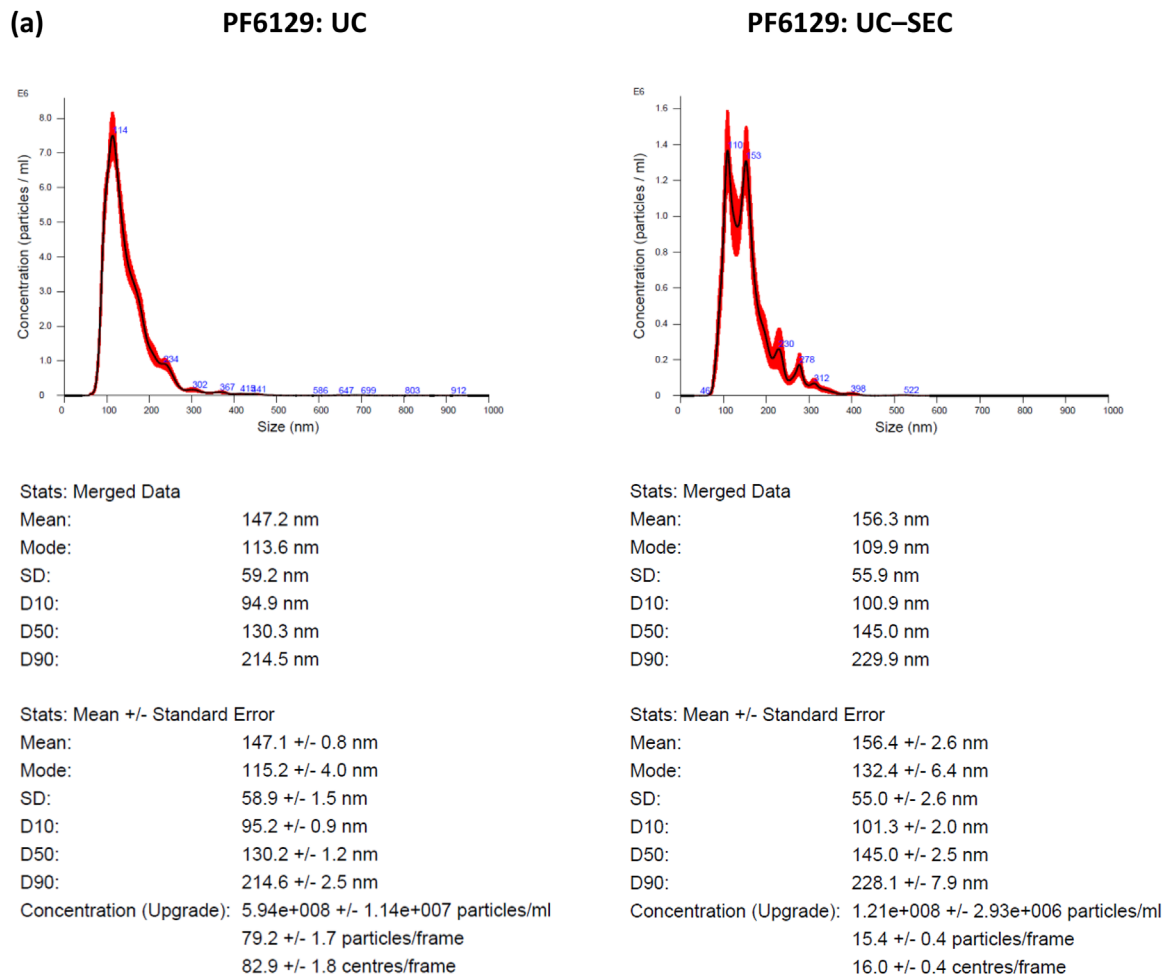 (a)
PF6129: UC
E6
Concentration (particles / ml)
8.0
7.0
6.0
5.0
4.0
3.0
2.0
1.0
0
114
234
302
367
441
586
647
699
803
912
0 100 200 300 400 500 600 700 800 900 1000
Size (nm)
Stats: Merged Data
Mean: 147.2 nm
Mode: 113.6 nm
SD: 59.2 nm
D10: 94.9 nm
D50: 130.3 nm
D90: 214.5 nm
Stats: Mean +/- Standard Error
Mean: 147.1 +/- 0.8 nm
Mode: 115.2 +/- 4.0 nm
SD: 58.9 +/- 1.5 nm
D10: 95.2 +/- 0.9 nm
D50: 130.2 +/- 1.2 nm
D90: 214.6 +/- 2.5 nm
Concentration (Upgrade): 5.94e+008 +/- 1.14e+007 particles/ml
79.2 +/- 1.7 particles/frame
82.9 +/- 1.8 centres/frame
PF6129: UC–SEC
E6
Concentration (particles / ml)
1.6
1.4
1.2
1.0
0.8
0.6
0.4
0.2
0
46
110
153
230
278
312
398
522
0 100 200 300 400 500 600 700 800 900 1000
Size (nm)
Stats: Merged Data
Mean: 156.3 nm
Mode: 109.9 nm
SD: 55.9 nm
D10: 100.9 nm
D50: 145.0 nm
D90: 229.9 nm
Stats: Mean +/- Standard Error
Mean: 156.4 +/- 2.6 nm
Mode: 132.4 +/- 6.4 nm
SD: 55.0 +/- 2.6 nm
D10: 101.3 +/- 2.0 nm
D50: 145.0 +/- 2.5 nm
D90: 228.1 +/- 7.9 nm
Concentration (Upgrade): 1.21e+008 +/- 2.93e+006 particles/ml
15.4 +/- 0.4 particles/frame
16.0 +/- 0.4 centres/frame